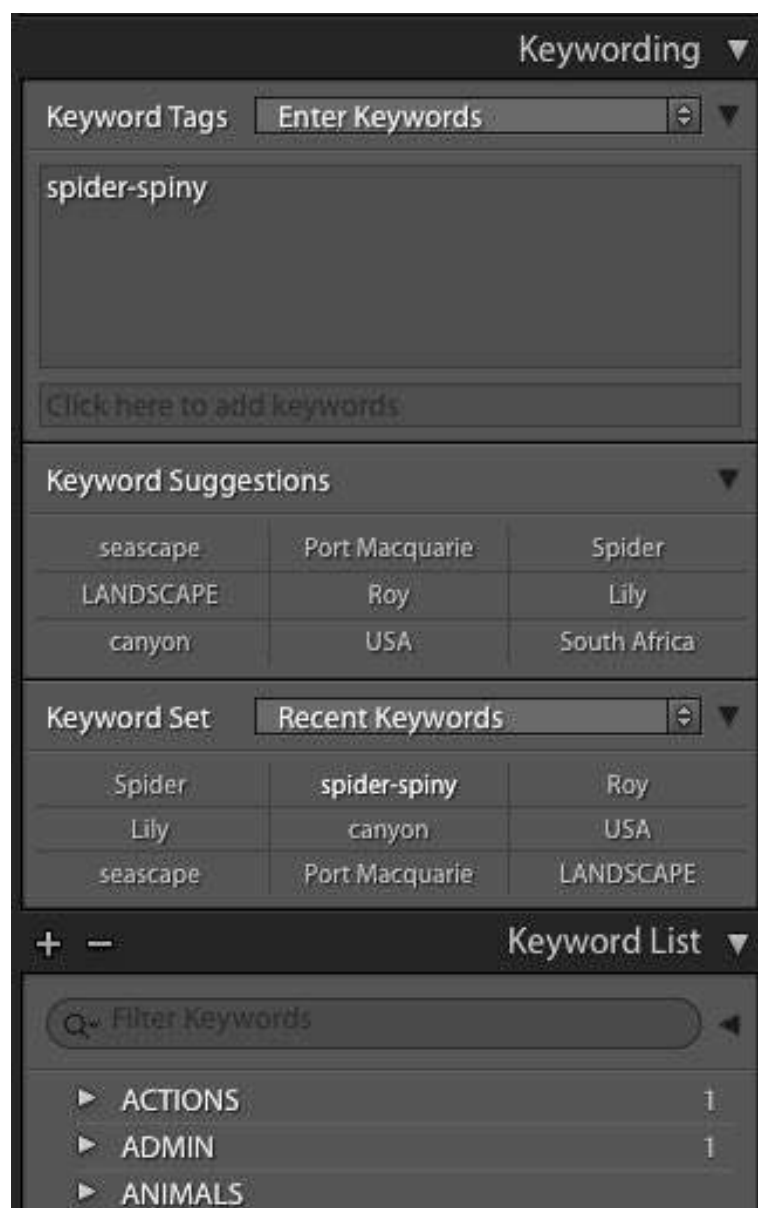 Keywording
Keyword Tags Enter Keywords
spider-spiny
Click here to add keywords
Keyword Suggestions
seascape Port Macquarie Spider
LANDSCAPE Roy Lily
canyon USA South Africa
Keyword Set Recent Keywords
Spider spider-spiny Roy
Lily canyon USA
seascape Port Macquarie LANDSCAPE
+ − Keyword List
Filter Keywords
ACTIONS 1
ADMIN 1
ANIMALS